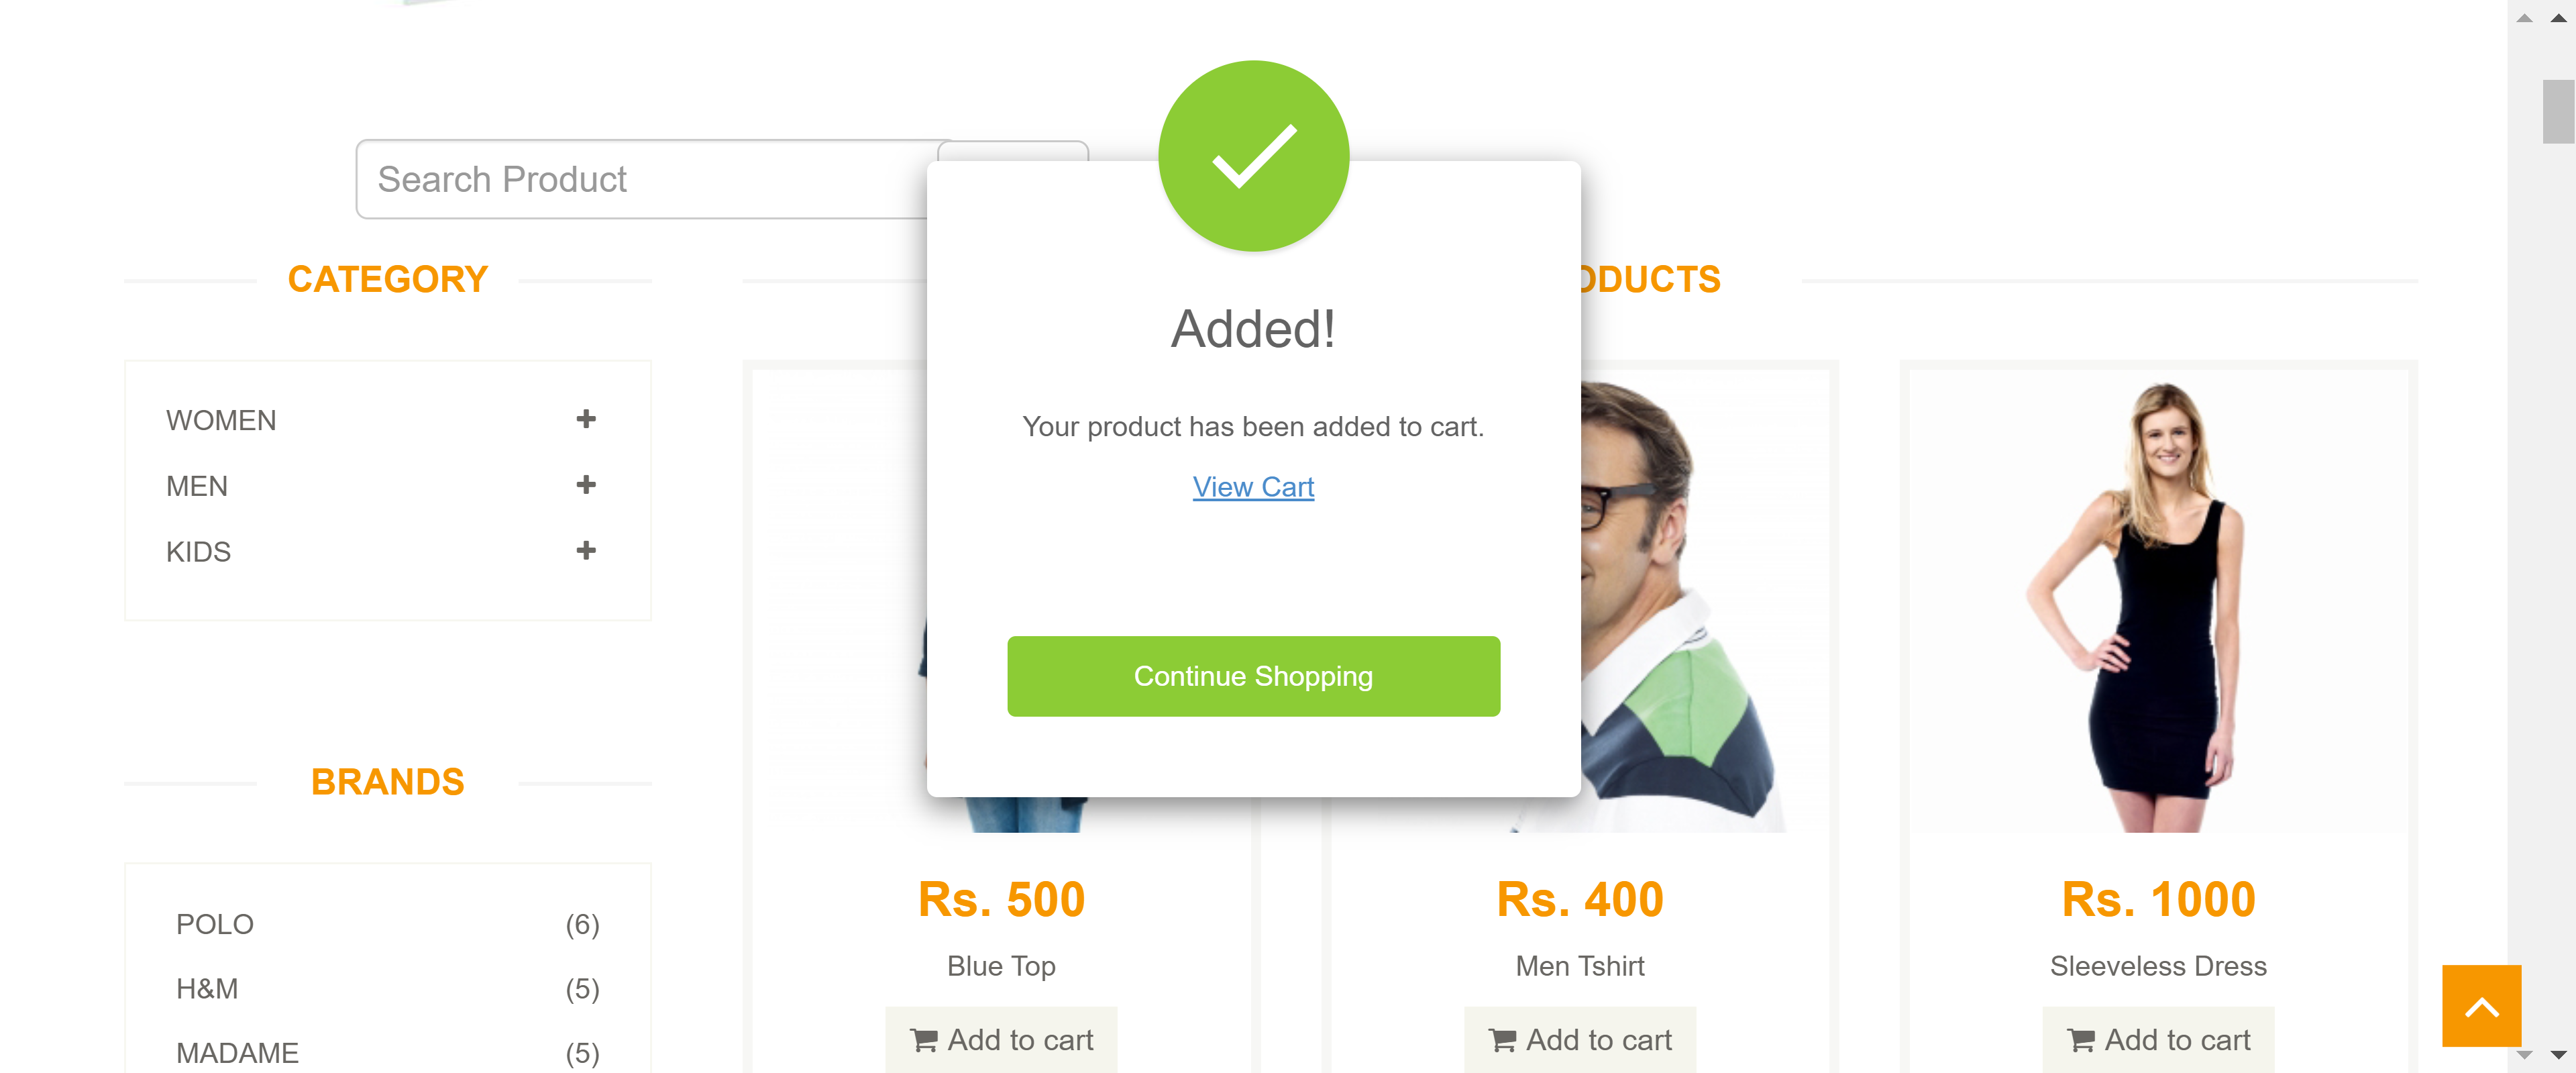 Search Product
CATEGORY
WOMEN
MEN
KIDS
BRANDS
POLO (6)
H&M (5)
MADAME (5)
ODUCTS
Added!
Your product has been added to cart.
View Cart
Continue Shopping
Rs. 500
Blue Top
Add to cart
Rs. 400
Men Tshirt
Add to cart
Rs. 1000
Sleeveless Dress
Add to cart